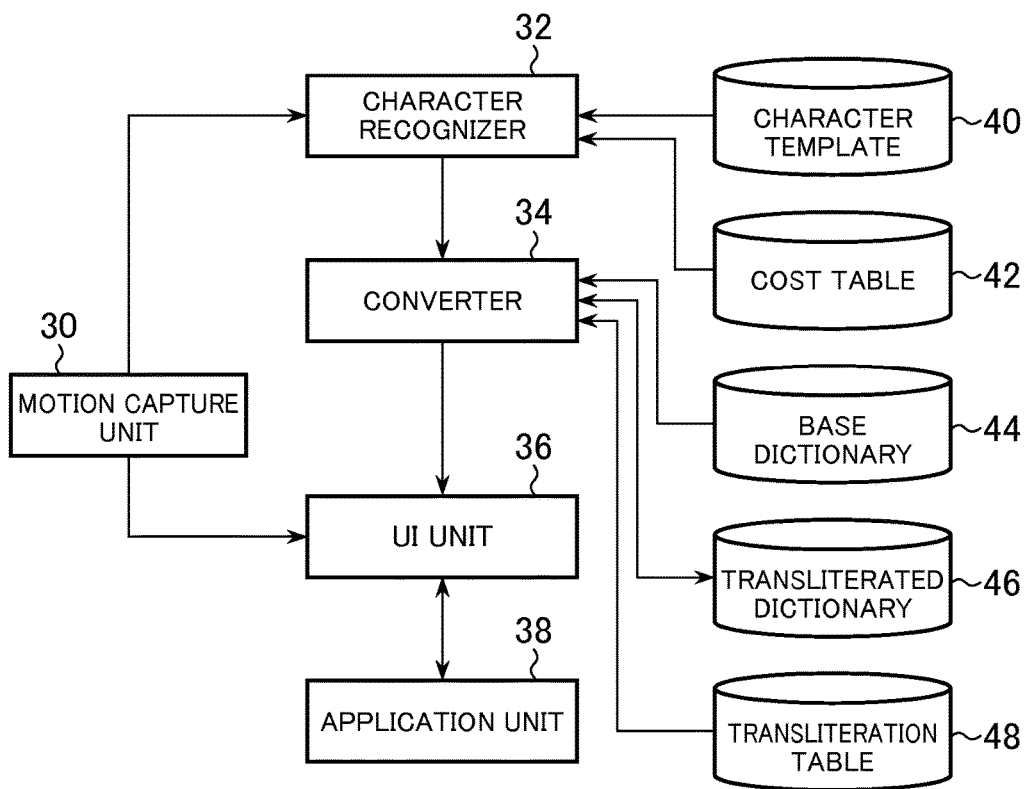 32
CHARACTER
RECOGNIZER
CHARACTER
TEMPLATE
40
34
CONVERTER
COST TABLE
42
30
MOTION CAPTURE
UNIT
BASE
DICTIONARY
44
36
UI UNIT
TRANSLITERATED
DICTIONARY
46
38
APPLICATION UNIT
TRANSLITERATION
TABLE
48